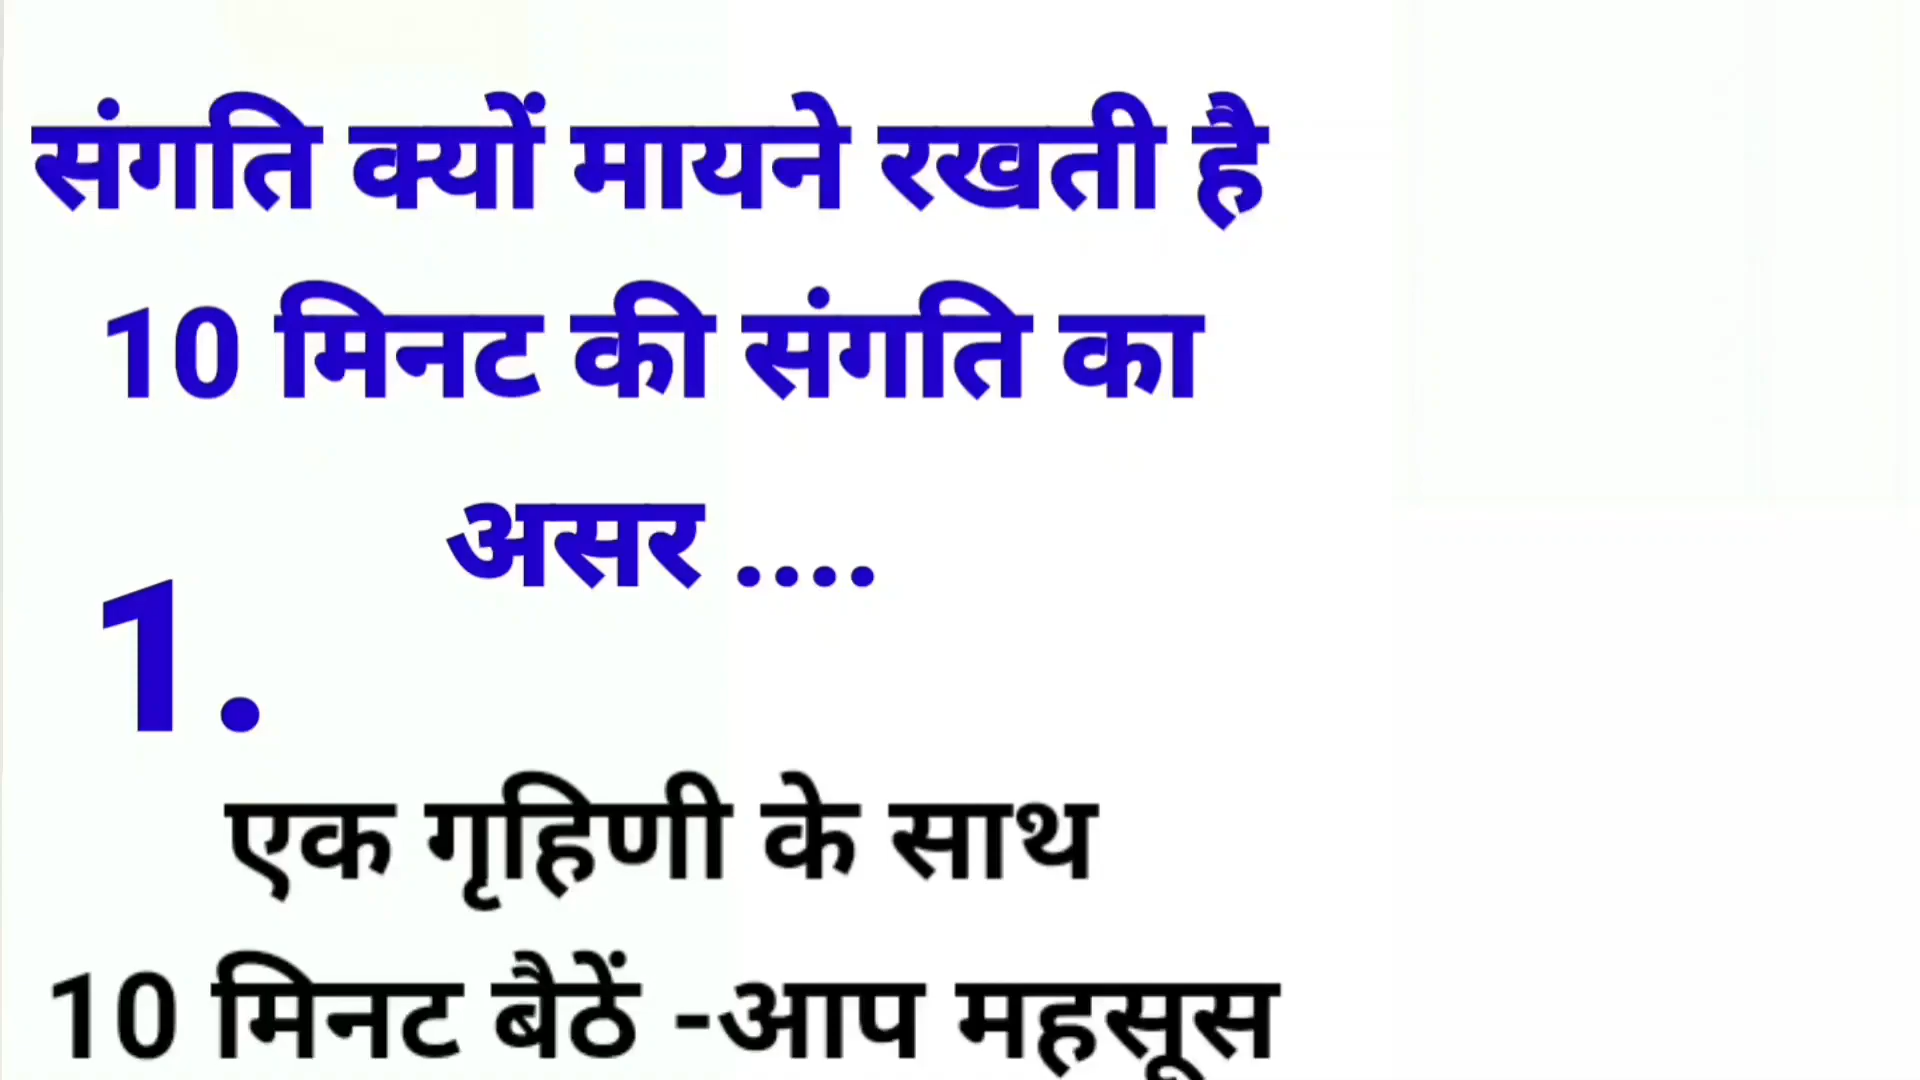 संगति क्यों मायने रखती है
10 मिनट की संगति का
असर ....
1.
एक गृहिणी के साथ
10 मिनट बैठें -आप महसूस